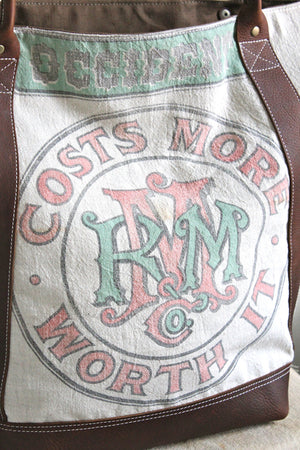 OCCIDENT
COSTS MORE
RMM
Co.
WORTH IT